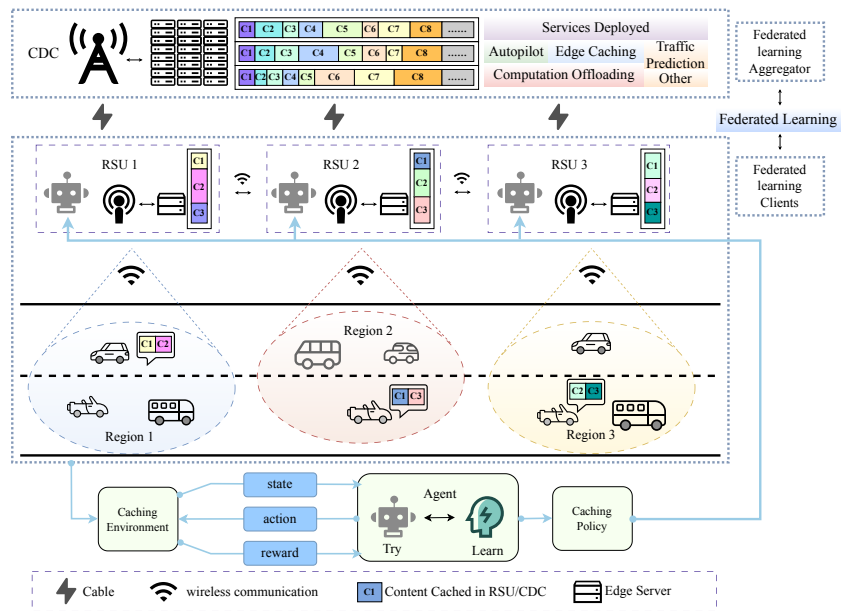 CDC
C1 C2 C3 C4 C5 C6 C7 C8 ......
C1 C2 C3 C4 C5 C6 C7 C8 ......
C1 C2 C3 C4 C5 C6 C7 C8 ......
Services Deployed
Autopilot Edge Caching Traffic
Prediction
Computation Offloading Other
Federated
learning
Aggregator
Federated Learning
Federated
learning
Clients
RSU 1
C1
C2
C3
RSU 2
C1
C2
C3
RSU 3
C1
C2
C3
C1 C2
Region 1
Region 2
C1 C3
C2 C3
Region 3
Caching
Environment
state
action
reward
Agent
Try Learn
Caching
Policy
Cable
wireless communication
C1 Content Cached in RSU/CDC
Edge Server